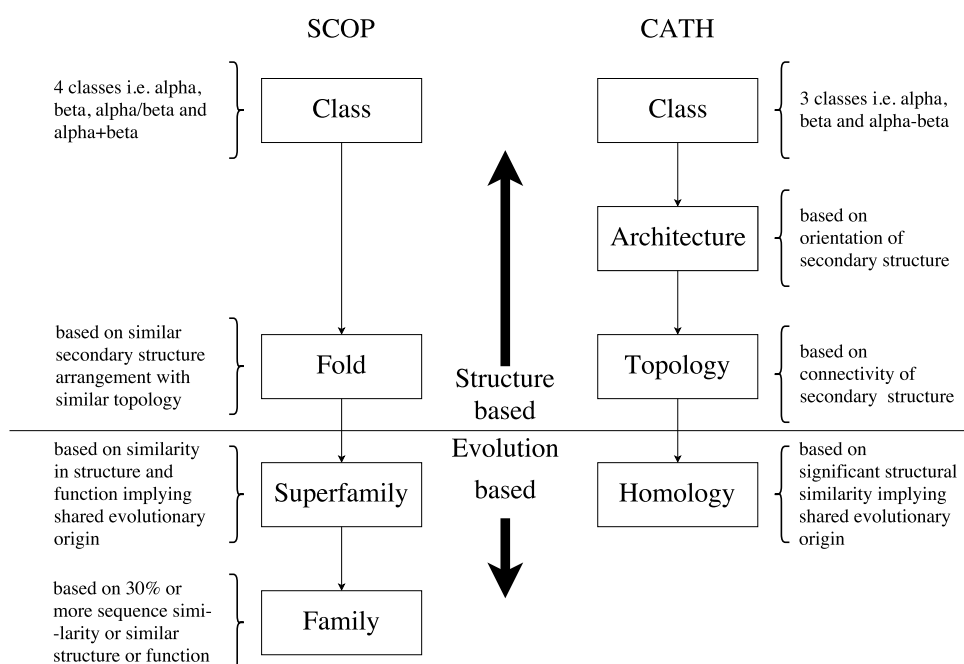 SCOP
CATH
4 classes i.e. alpha,
beta, alpha/beta and
alpha+beta
Class
Class
3 classes i.e. alpha,
beta and alpha-beta
Architecture
based on
orientation of
secondary structure
based on similar
secondary structure
arrangement with
similar topology
Fold
Structure
based
Topology
based on
connectivity of
secondary structure
Evolution
based
based on similarity
in structure and
function implying
shared evolutionary
origin
Superfamily
Homology
based on
significant structural
similarity implying
shared evolutionary
origin
based on 30% or
more sequence simi-
-larity or similar
structure or function
Family